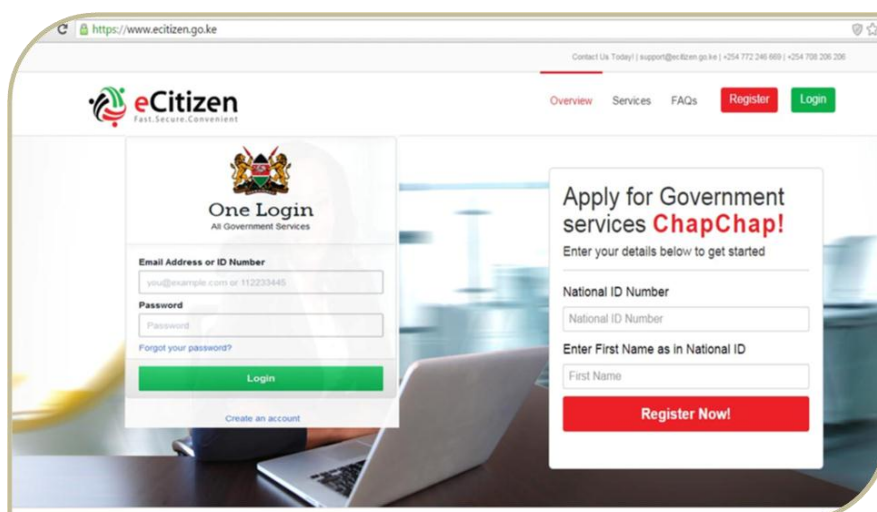 https://www.ecitizen.go.ke
Contact Us Today! | support@ecitizen.go.ke | +254 772 246 669 | +254 708 206 206
eCitizen
Fast.Secure.Convenient
Overview Services FAQs Register Login
One Login
All Government Services
Email Address or ID Number
you@example.com or 112233445
Password
Password
Forgot your password?
Login
Create an account
Apply for Government
services ChapChap!
Enter your details below to get started
National ID Number
National ID Number
Enter First Name as in National ID
First Name
Register Now!